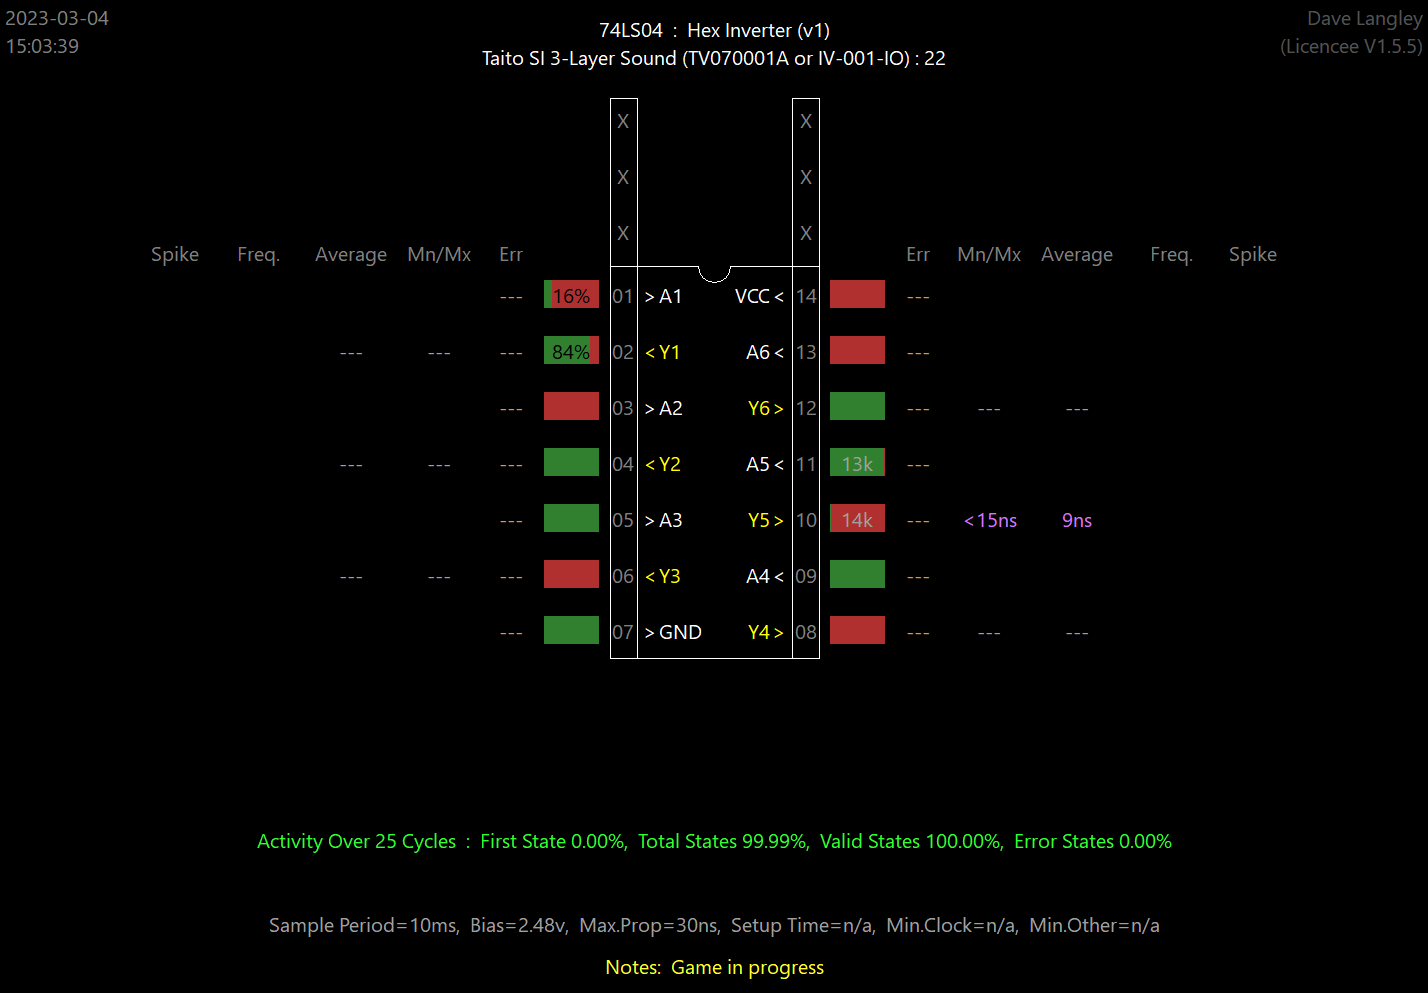 2023-03-04
15:03:39
74LS04 : Hex Inverter (v1)
Taito SI 3-Layer Sound (TV070001A or IV-001-IO) : 22
Dave Langley
(Licencee V1.5.5)
X X
X X
X X
Spike Freq. Average Mn/Mx Err Err Mn/Mx Average Freq. Spike
--- 16% 01 > A1 VCC < 14 ---
--- --- --- 84% 02 < Y1 A6 < 13 ---
--- 03 > A2 Y6 > 12 --- --- ---
--- --- --- 04 < Y2 A5 < 11 13k ---
--- 05 > A3 Y5 > 10 14k --- <15ns 9ns
--- --- --- 06 < Y3 A4 < 09 ---
--- 07 > GND Y4 > 08 --- --- ---
Activity Over 25 Cycles : First State 0.00%, Total States 99.99%, Valid States 100.00%, Error States 0.00%
Sample Period=10ms, Bias=2.48v, Max.Prop=30ns, Setup Time=n/a, Min.Clock=n/a, Min.Other=n/a
Notes: Game in progress